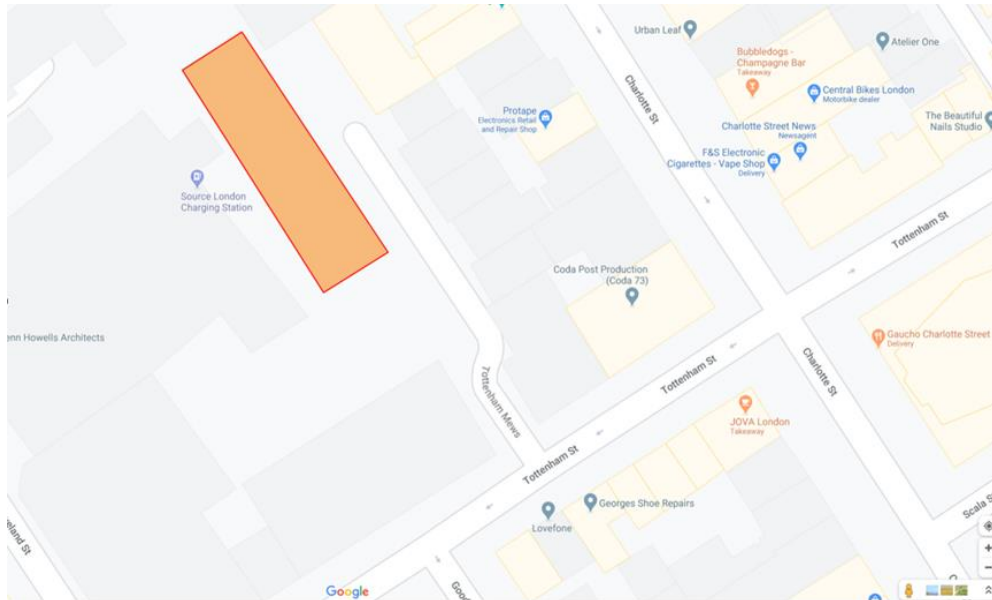 Urban Leaf
Atelier One
Bubbledogs -
Champagne Bar
Takeaway
Central Bikes London
Motorbike dealer
Charlotte St
Protape
Electronics Retail
and Repair Shop
The Beautiful
Nails Studio
Charlotte Street News
Newsagent
F&S Electronic
Cigarettes - Vape Shop
Delivery
Source London
Charging Station
Tottenham St
Coda Post Production
(Coda 73)
enn Howells Architects
Gaucho Charlotte Street
Delivery
Tottenham St
Charlotte St
Tottenham Mews
JOVA London
Takeaway
Tottenham St
Georges Shoe Repairs
Scala S
Lovefone
eland St
Goo
Google